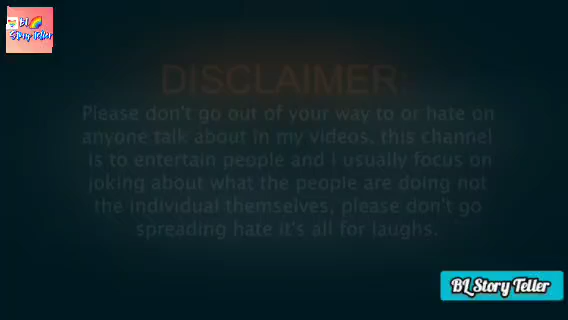 BL
Story Teller
DISCLAIMER:
Please don't go out of your way to or hate on
anyone talk about in my videos, this channel
is to entertain people and I usually focus on
joking about what the people are doing not
the individual themselves, please don't go
spreading hate it's all for laughs.
BL Story Teller